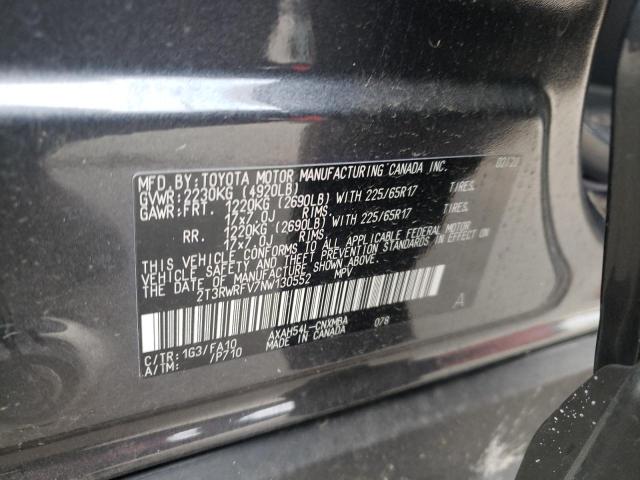 MFD. BY: TOYOTA MOTOR MANUFACTURING CANADA INC.
GVWR: 2230KG (4920LB)
GAWR: FRT. 1220KG (2690LB) WITH 225/65R17 TIRES.
17x7.0J RIMS.
RR. 1220KG (2690LB) WITH 225/65R17 TIRES.
17x7.0J RIMS.
THIS VEHICLE CONFORMS TO ALL APPLICABLE FEDERAL MOTOR
VEHICLE SAFETY AND THEFT PREVENTION STANDARDS IN EFFECT ON
THE DATE OF MANUFACTURE SHOWN ABOVE.
2T3RWRFV7NW130552 MPV
A
C/TR: 1G3/FA10 AXAH54L-CNXMBA 078
A/TM: /P710 MADE IN CANADA